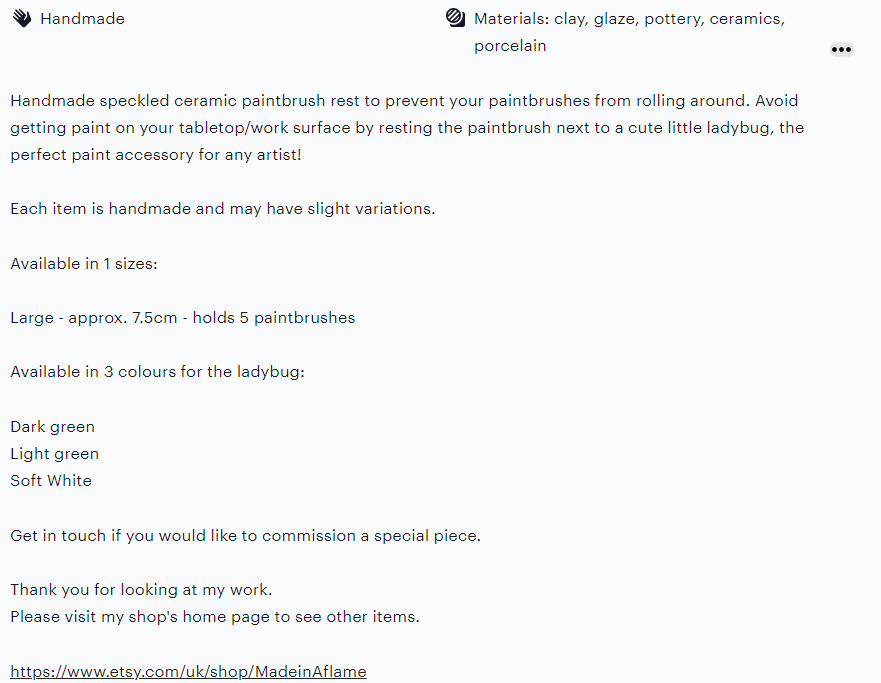 Handmade
Materials: clay, glaze, pottery, ceramics,
porcelain
Handmade speckled ceramic paintbrush rest to prevent your paintbrushes from rolling around. Avoid
getting paint on your tabletop/work surface by resting the paintbrush next to a cute little ladybug, the
perfect paint accessory for any artist!
Each item is handmade and may have slight variations.
Available in 1 sizes:
Large - approx. 7.5cm - holds 5 paintbrushes
Available in 3 colours for the ladybug:
Dark green
Light green
Soft White
Get in touch if you would like to commission a special piece.
Thank you for looking at my work.
Please visit my shop's home page to see other items.
https://www.etsy.com/uk/shop/MadeinAflame